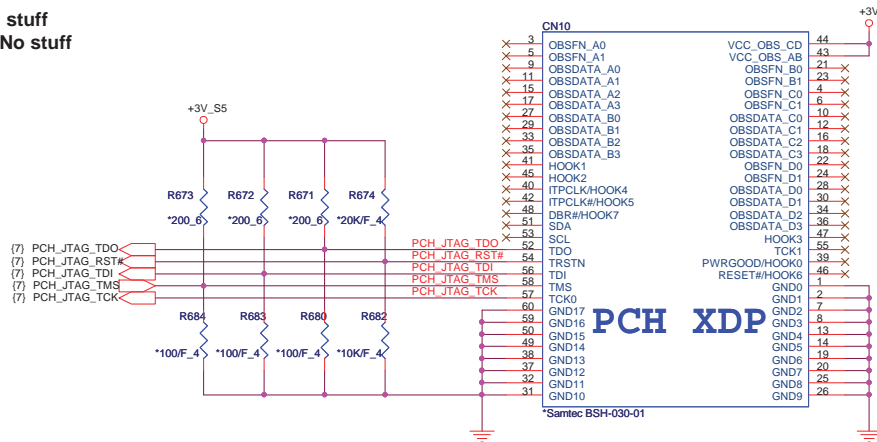 stuff
No stuff
+3V_S5
R673
R672
R671
R674
*200_6
*200_6
*200_6
*20K/F_4
{7} PCH_JTAG_TDO
{7} PCH_JTAG_RST#
{7} PCH_JTAG_TDI
{7} PCH_JTAG_TMS
{7} PCH_JTAG_TCK
PCH_JTAG_TDO
PCH_JTAG_RST#
PCH_JTAG_TDI
PCH_JTAG_TMS
PCH_JTAG_TCK
R684
R683
R680
R682
*100/F_4
*100/F_4
*100/F_4
*10K/F_4
CN10
3 OBSFN_A0
5 OBSFN_A1
9 OBSDATA_A0
11 OBSDATA_A1
15 OBSDATA_A2
17 OBSDATA_A3
27 OBSDATA_B0
29 OBSDATA_B1
33 OBSDATA_B2
35 OBSDATA_B3
41 HOOK1
45 HOOK2
40 ITPCLK/HOOK4
42 ITPCLK#/HOOK5
48 DBR#/HOOK7
51 SDA
53 SCL
52 TDO
54 TRSTN
56 TDI
58 TMS
57 TCK0
60 GND17
59 GND16
50 GND15
49 GND14
38 GND13
37 GND12
32 GND11
31 GND10
PCH XDP
+3V
VCC_OBS_CD 44
VCC_OBS_AB 43
OBSFN_B0 21
OBSFN_B1 23
OBSFN_C0 4
OBSFN_C1 6
OBSDATA_C0 10
OBSDATA_C1 12
OBSDATA_C2 16
OBSDATA_C3 18
OBSFN_D0 22
OBSFN_D1 24
OBSDATA_D0 28
OBSDATA_D1 30
OBSDATA_D2 34
OBSDATA_D3 36
HOOK3 47
TCK1 55
PWRGOOD/HOOK0 39
RESET#/HOOK6 46
GND0 1
GND1 2
GND2 7
GND3 8
GND4 13
GND5 14
GND6 19
GND7 20
GND8 25
GND9 26
*Samtec BSH-030-01